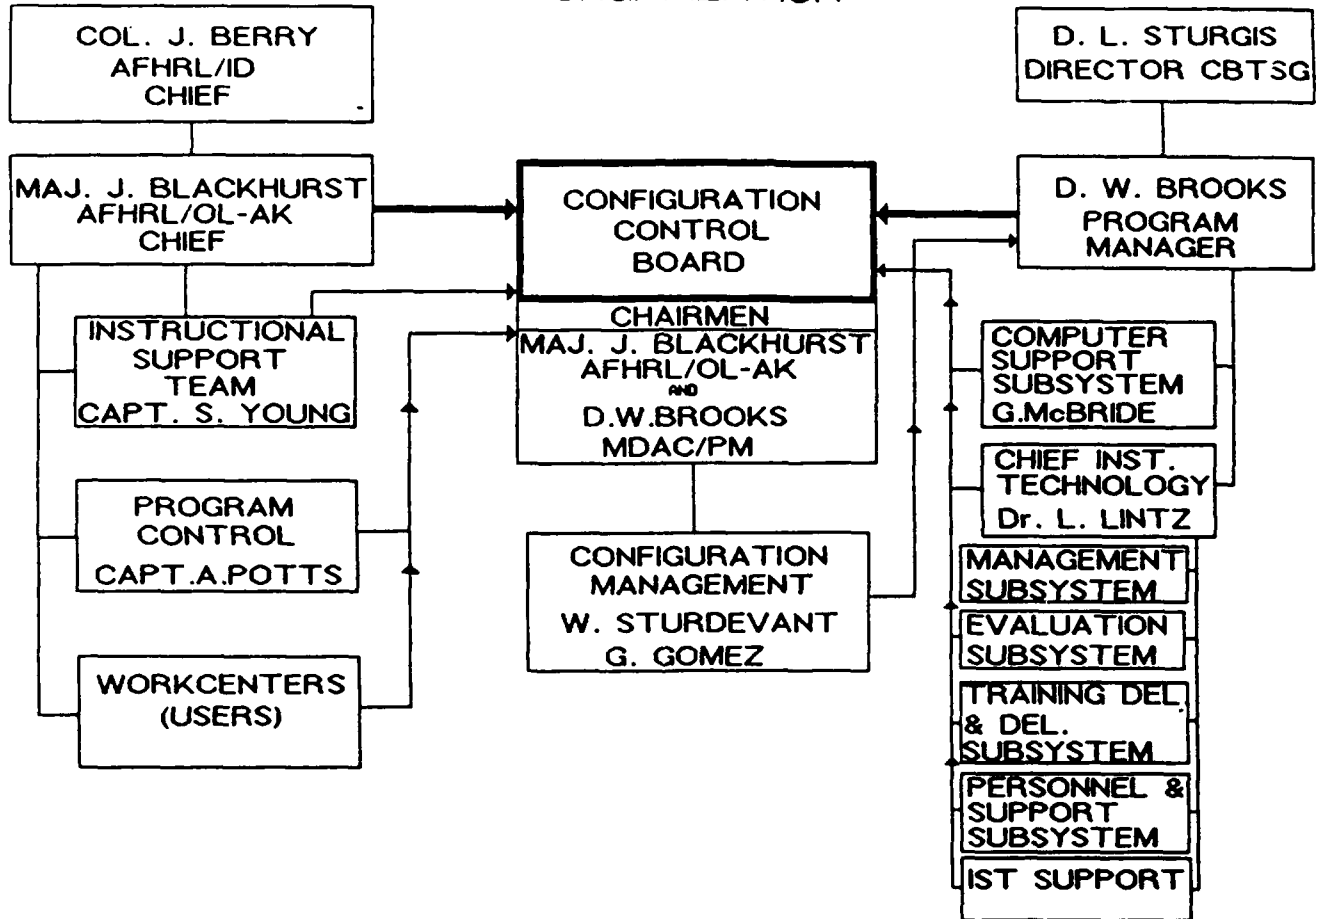 COL. J. BERRY
AFHRL/ID
CHIEF
D. L. STURGIS
DIRECTOR CBTSG
MAJ. J. BLACKHURST
AFHRL/OL-AK
CHIEF
CONFIGURATION
CONTROL
BOARD
D. W. BROOKS
PROGRAM
MANAGER
CHAIRMEN
MAJ. J. BLACKHURST
AFHRL/OL-AK
AND
D.W.BROOKS
MDAC/PM
INSTRUCTIONAL
SUPPORT
TEAM
CAPT. S. YOUNG
COMPUTER
SUPPORT
SUBSYSTEM
G.McBRIDE
PROGRAM
CONTROL
CAPT.A.POTTS
CHIEF INST.
TECHNOLOGY
Dr. L. LINTZ
CONFIGURATION
MANAGEMENT
W. STURDEVANT
G. GOMEZ
MANAGEMENT
SUBSYSTEM
EVALUATION
SUBSYSTEM
WORKCENTERS
(USERS)
TRAINING DEL.
& DEL.
SUBSYSTEM
PERSONNEL &
SUPPORT
SUBSYSTEM
IST SUPPORT